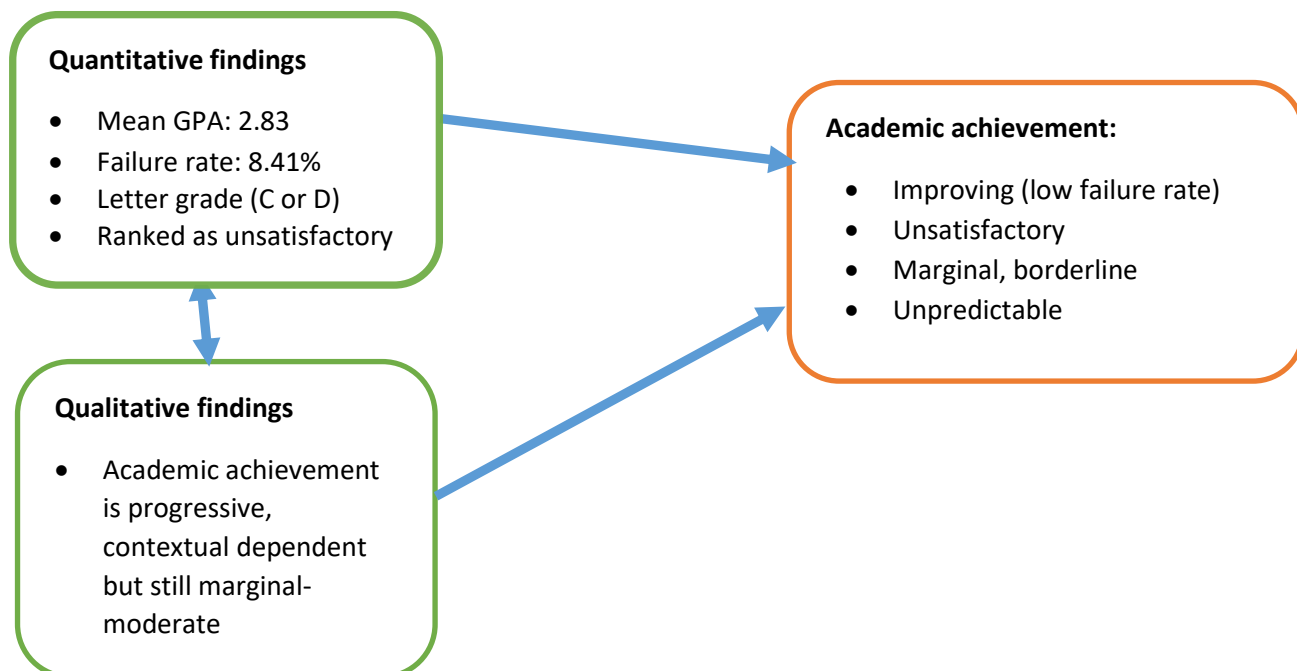 Quantitative findings
• Mean GPA: 2.83
• Failure rate: 8.41%
• Letter grade (C or D)
• Ranked as unsatisfactory
Qualitative findings
• Academic achievement
is progressive,
contextual dependent
but still marginal-
moderate
Academic achievement:
• Improving (low failure rate)
• Unsatisfactory
• Marginal, borderline
• Unpredictable